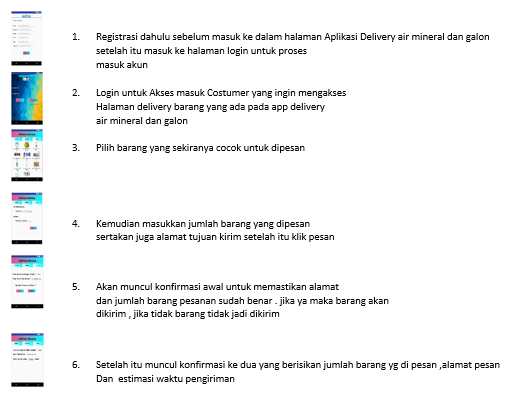 1. Registrasi dahulu sebelum masuk ke dalam halaman Aplikasi Delivery air mineral dan galon
setelah itu masuk ke halaman login untuk proses
masuk akun
2. Login untuk Akses masuk Costumer yang ingin mengakses
Halaman delivery barang yang ada pada app delivery
air mineral dan galon
3. Pilih barang yang sekiranya cocok untuk dipesan
4. Kemudian masukkan jumlah barang yang dipesan
sertakan juga alamat tujuan kirim setelah itu klik pesan
5. Akan muncul konfirmasi awal untuk memastikan alamat
dan jumlah barang pesanan sudah benar . jika ya maka barang akan
dikirim , jika tidak barang tidak jadi dikirim
6. Setelah itu muncul konfirmasi ke dua yang berisikan jumlah barang yg di pesan ,alamat pesan
Dan estimasi waktu pengiriman